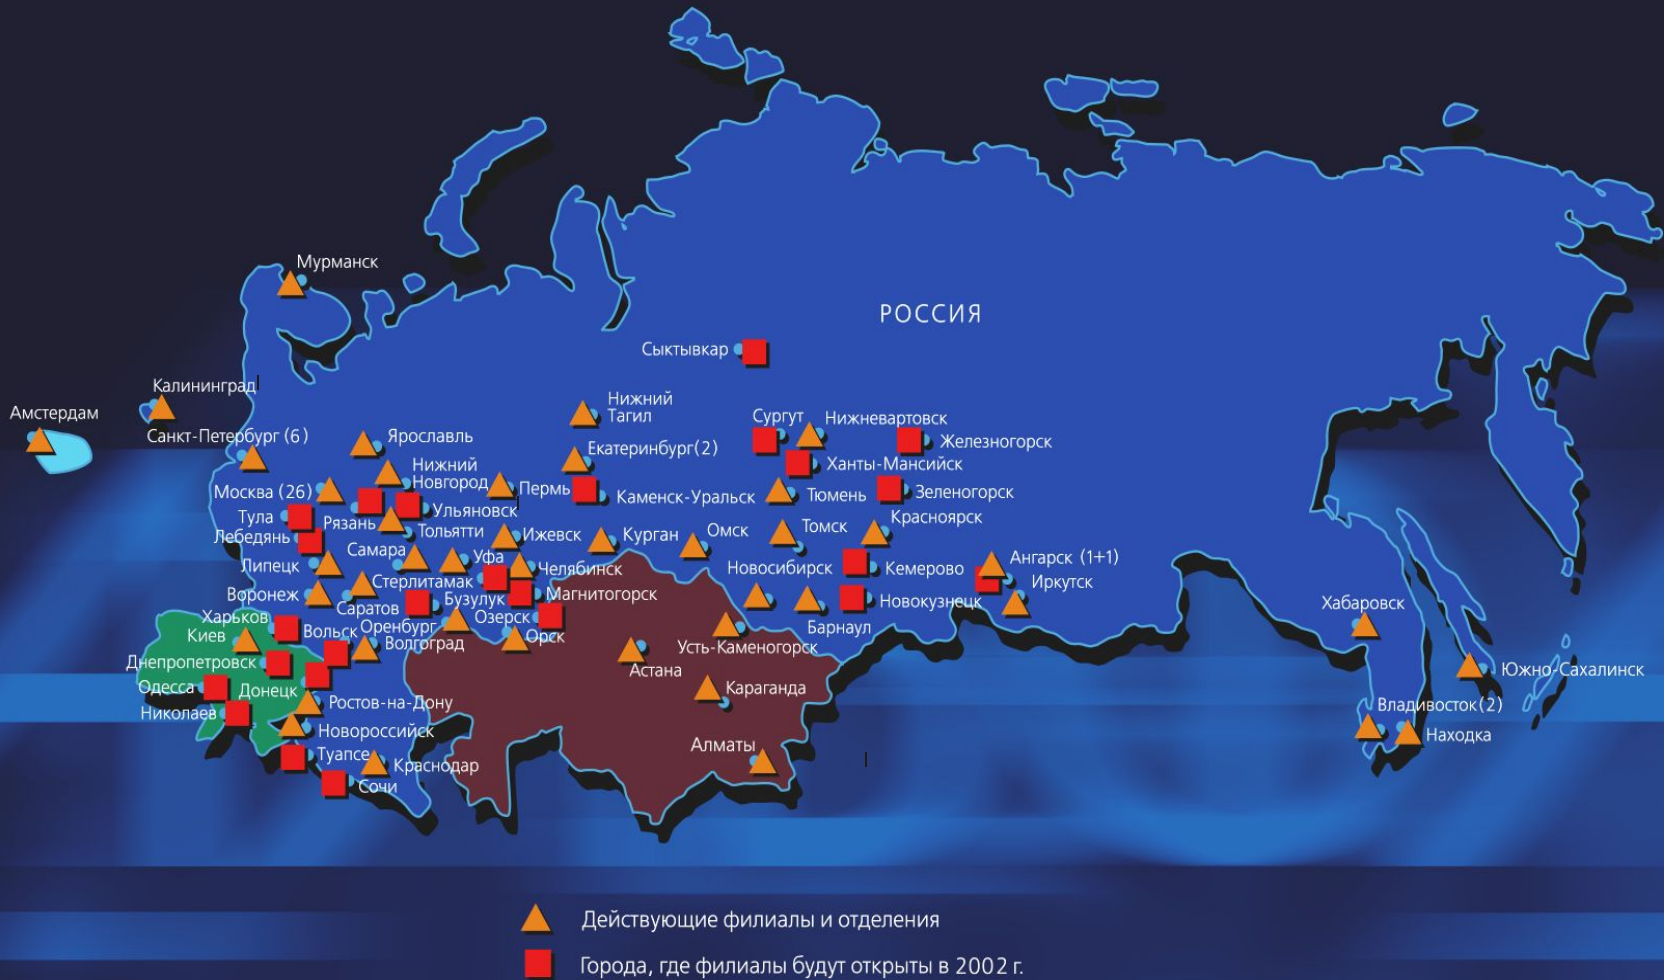 Мурманск
РОССИЯ
Сыктывкар
Калининград
Амстердам
Нижний
Тагил
Сургут
Нижневартовск
Санкт-Петербург (6)
Ярославль
Железногорск
Екатеринбург(2)
Нижний
Новгород
Ханты-Мансийск
Москва (26)
Пермь
Каменск-Уральск
Тюмень
Зеленогорск
Тула
Рязань
Ульяновск
Красноярск
Лебедянь
Тольятти
Ижевск
Курган
Омск
Томск
Самара
Уфа
Ангарск (1+1)
Липецк
Челябинск
Новосибирск
Кемерово
Стерлитамак
Иркутск
Воронеж
Саратов
Бузулук
Магнитогорск
Новокузнецк
Хабаровск
Харьков
Вольск
Оренбург
Озерск
Барнаул
Киев
Волгоград
Орск
Усть-Каменогорск
Днепропетровск
Астана
Южно-Сахалинск
Одесса
Донецк
Караганда
Ростов-на-Дону
Владивосток(2)
Николаев
Новороссийск
Находка
Алматы
Туапсе
Краснодар
Сочи
Действующие филиалы и отделения
Города, где филиалы будут открыты в 2002 г.